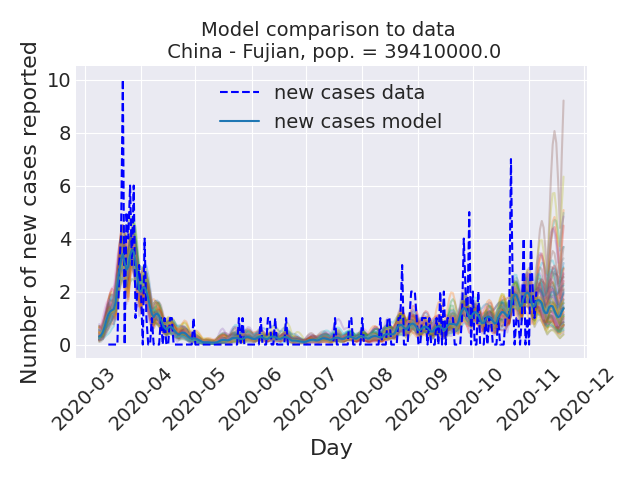 Model comparison to data
China - Fujian, pop. = 39410000.0
Number of new cases reported
10
8
6
4
2
0
new cases data
new cases model
2020-03
2020-04
2020-05
2020-06
2020-07
2020-08
2020-09
2020-10
2020-11
2020-12
Day